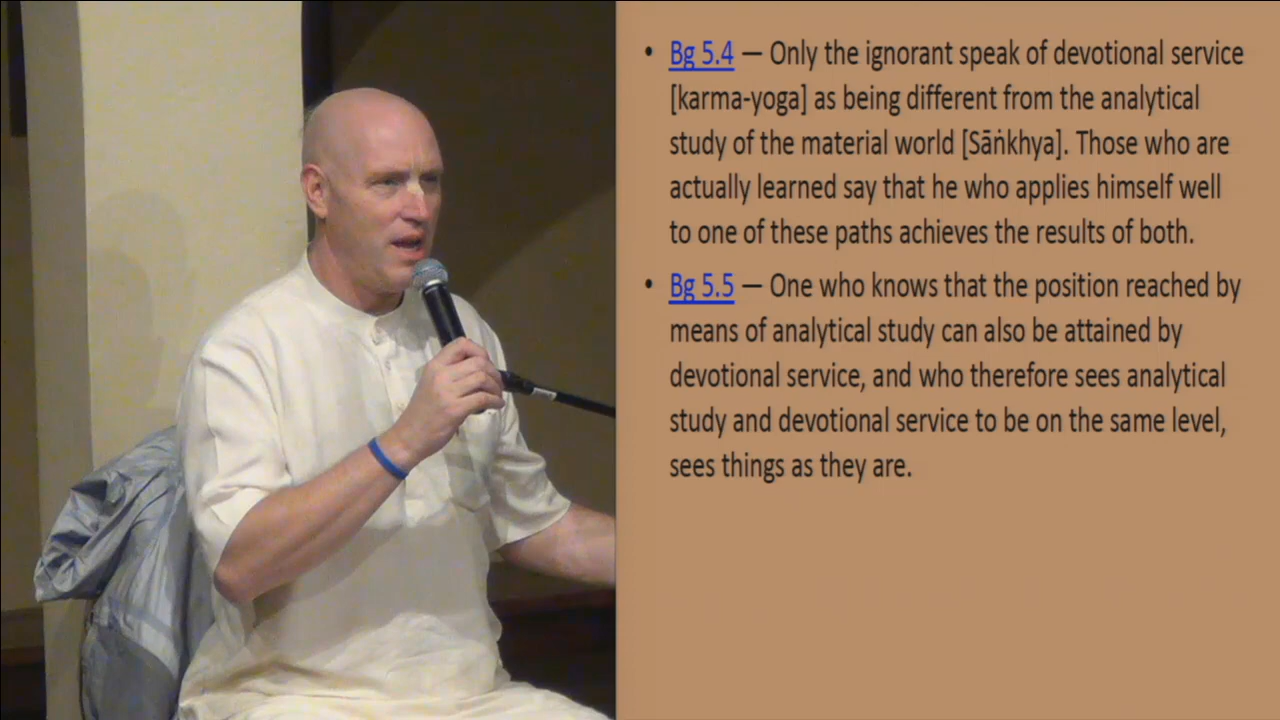 • Bg 5.4 — Only the ignorant speak of devotional service
[karma-yoga] as being different from the analytical
study of the material world [Sāṅkhya]. Those who are
actually learned say that he who applies himself well
to one of these paths achieves the results of both.
• Bg 5.5 — One who knows that the position reached by
means of analytical study can also be attained by
devotional service, and who therefore sees analytical
study and devotional service to be on the same level,
sees things as they are.